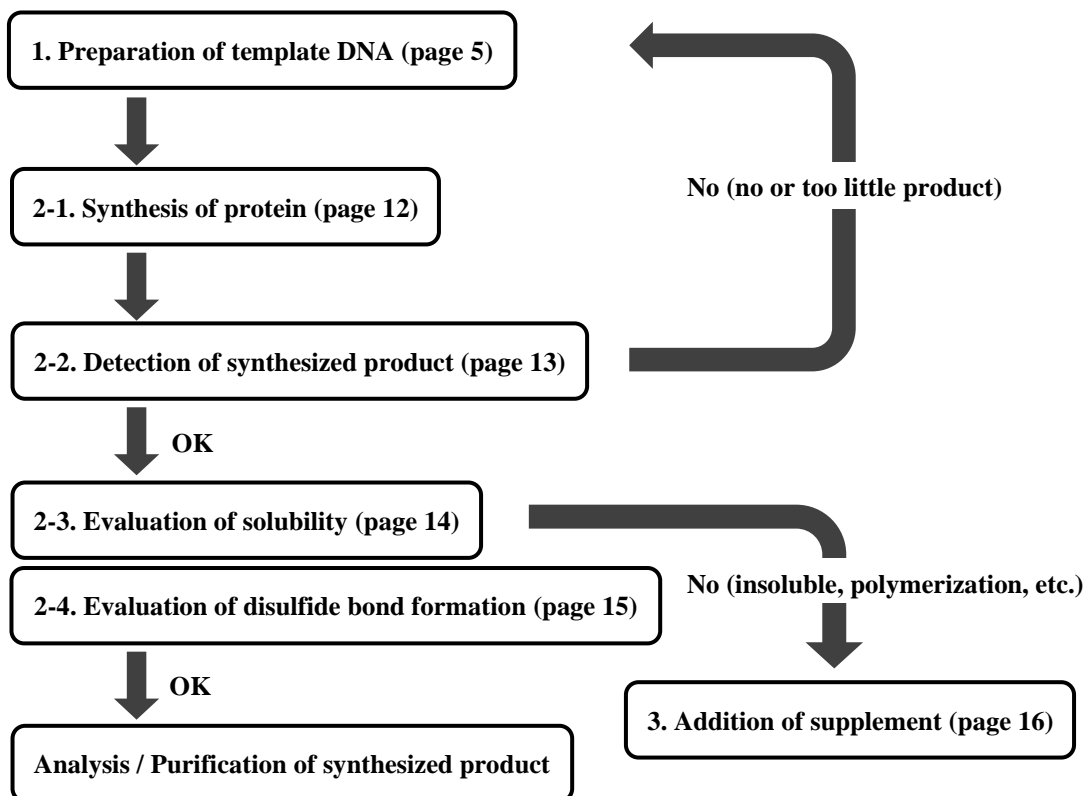 1. Preparation of template DNA (page 5)
2-1. Synthesis of protein (page 12)
No (no or too little product)
2-2. Detection of synthesized product (page 13)
OK
2-3. Evaluation of solubility (page 14)
2-4. Evaluation of disulfide bond formation (page 15)
No (insoluble, polymerization, etc.)
OK
3. Addition of supplement (page 16)
Analysis / Purification of synthesized product